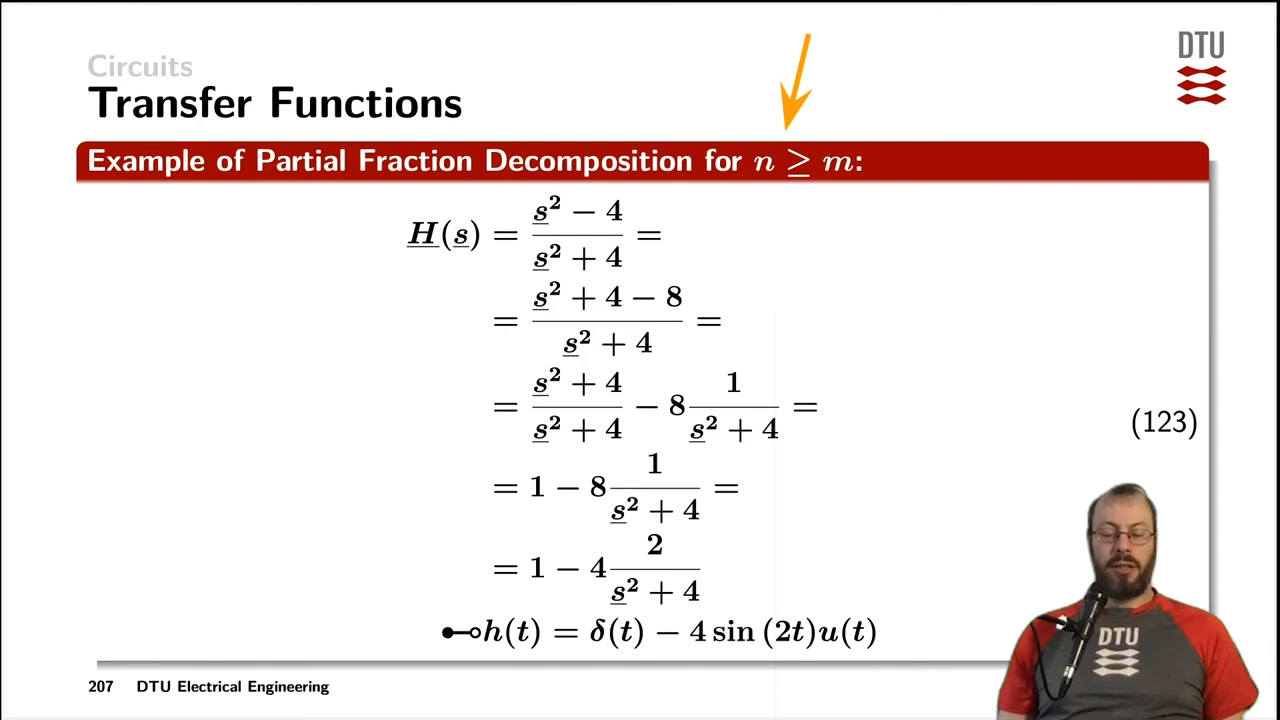 Circuits
DTU
Transfer Functions
Example of Partial Fraction Decomposition for n ≥ m:
H(s) = (s² − 4)/(s² + 4) =
= (s² + 4 − 8)/(s² + 4) =
= (s² + 4)/(s² + 4) − 8 1/(s² + 4) =
(123)
= 1 − 8 1/(s² + 4) =
= 1 − 4 2/(s² + 4)
h(t) = δ(t) − 4 sin (2t)u(t)
DTU
207 DTU Electrical Engineering